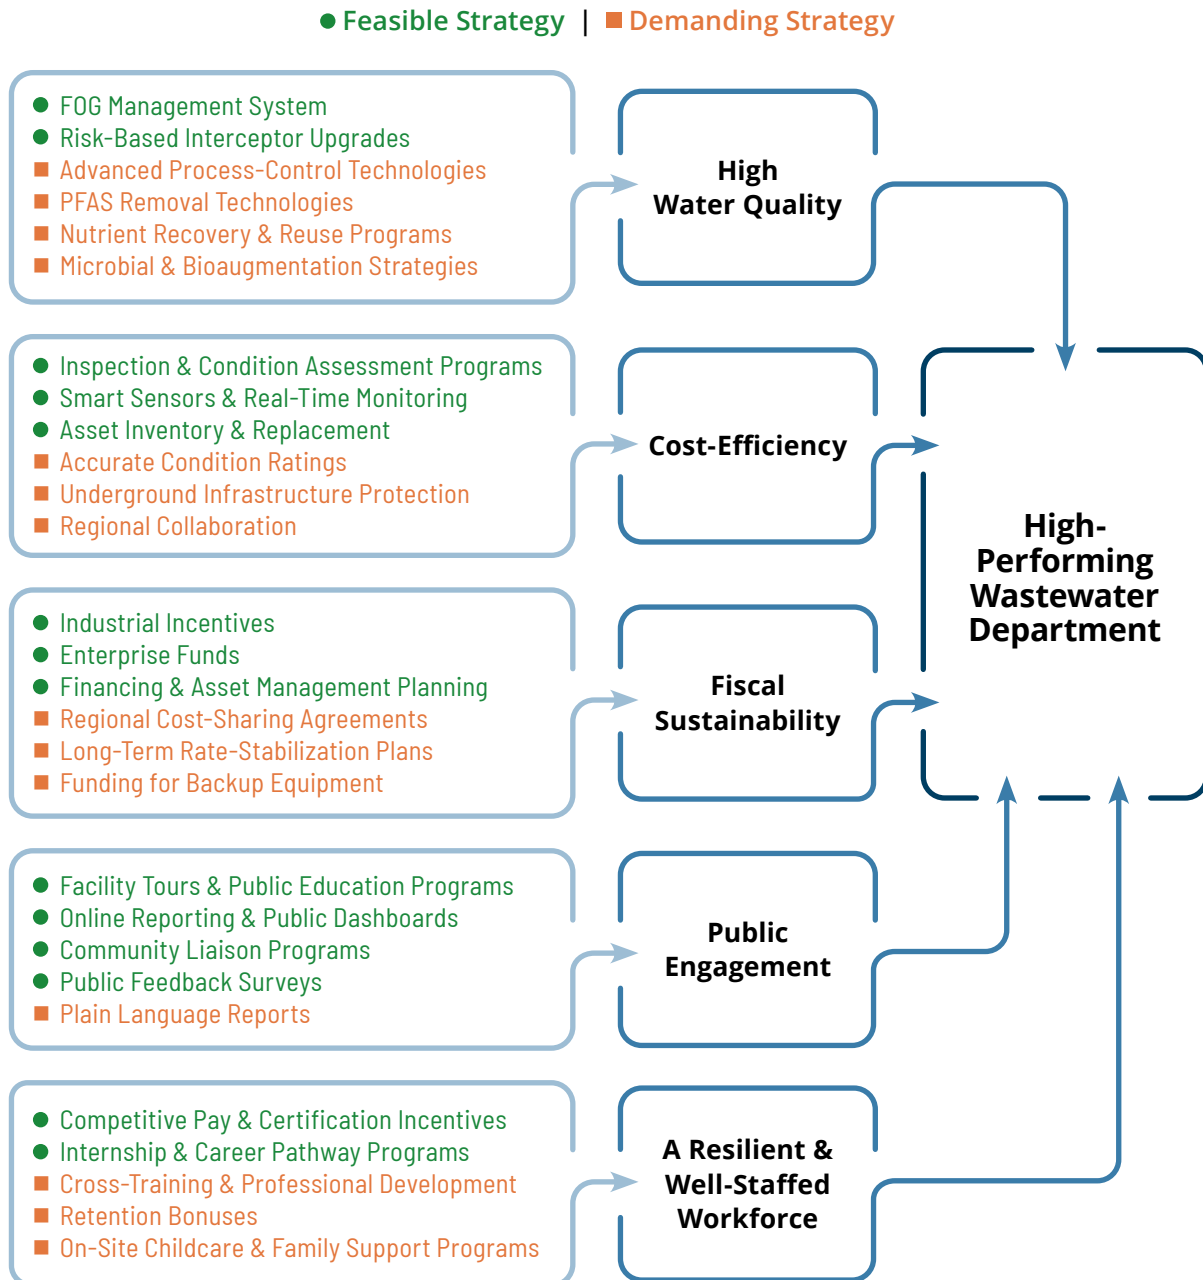 Feasible Strategy | Demanding Strategy
FOG Management System
Risk-Based Interceptor Upgrades
Advanced Process-Control Technologies
PFAS Removal Technologies
Nutrient Recovery & Reuse Programs
Microbial & Bioaugmentation Strategies
High
Water Quality
Inspection & Condition Assessment Programs
Smart Sensors & Real-Time Monitoring
Asset Inventory & Replacement
Accurate Condition Ratings
Underground Infrastructure Protection
Regional Collaboration
Cost-Efficiency
Industrial Incentives
Enterprise Funds
Financing & Asset Management Planning
Regional Cost-Sharing Agreements
Long-Term Rate-Stabilization Plans
Funding for Backup Equipment
Fiscal
Sustainability
Facility Tours & Public Education Programs
Online Reporting & Public Dashboards
Community Liaison Programs
Public Feedback Surveys
Plain Language Reports
Public
Engagement
Competitive Pay & Certification Incentives
Internship & Career Pathway Programs
Cross-Training & Professional Development
Retention Bonuses
On-Site Childcare & Family Support Programs
A Resilient &
Well-Staffed
Workforce
High-
Performing
Wastewater
Department